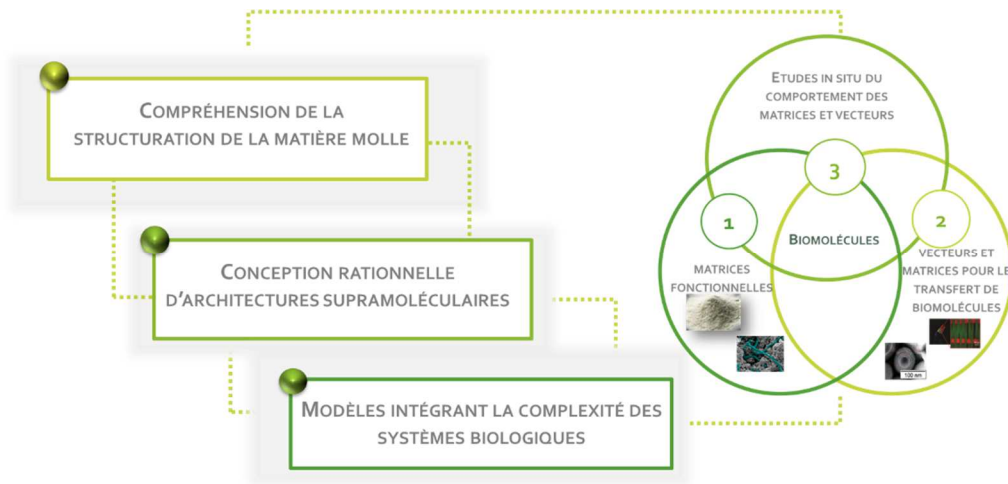 COMPRÉHENSION DE LA
STRUCTURATION DE LA MATIÈRE MOLLE
CONCEPTION RATIONNELLE
D'ARCHITECTURES SUPRAMOLÉCULAIRES
MODÈLES INTÉGRANT LA COMPLEXITÉ DES
SYSTÈMES BIOLOGIQUES
ETUDES IN SITU DU
COMPORTEMENT DES
MATRICES ET VECTEURS
3
1
2
BIOMOLÉCULES
MATRICES
FONCTIONNELLES
VECTEURS ET
MATRICES POUR LE
TRANSFERT DE
BIOMOLÉCULES
100 nm